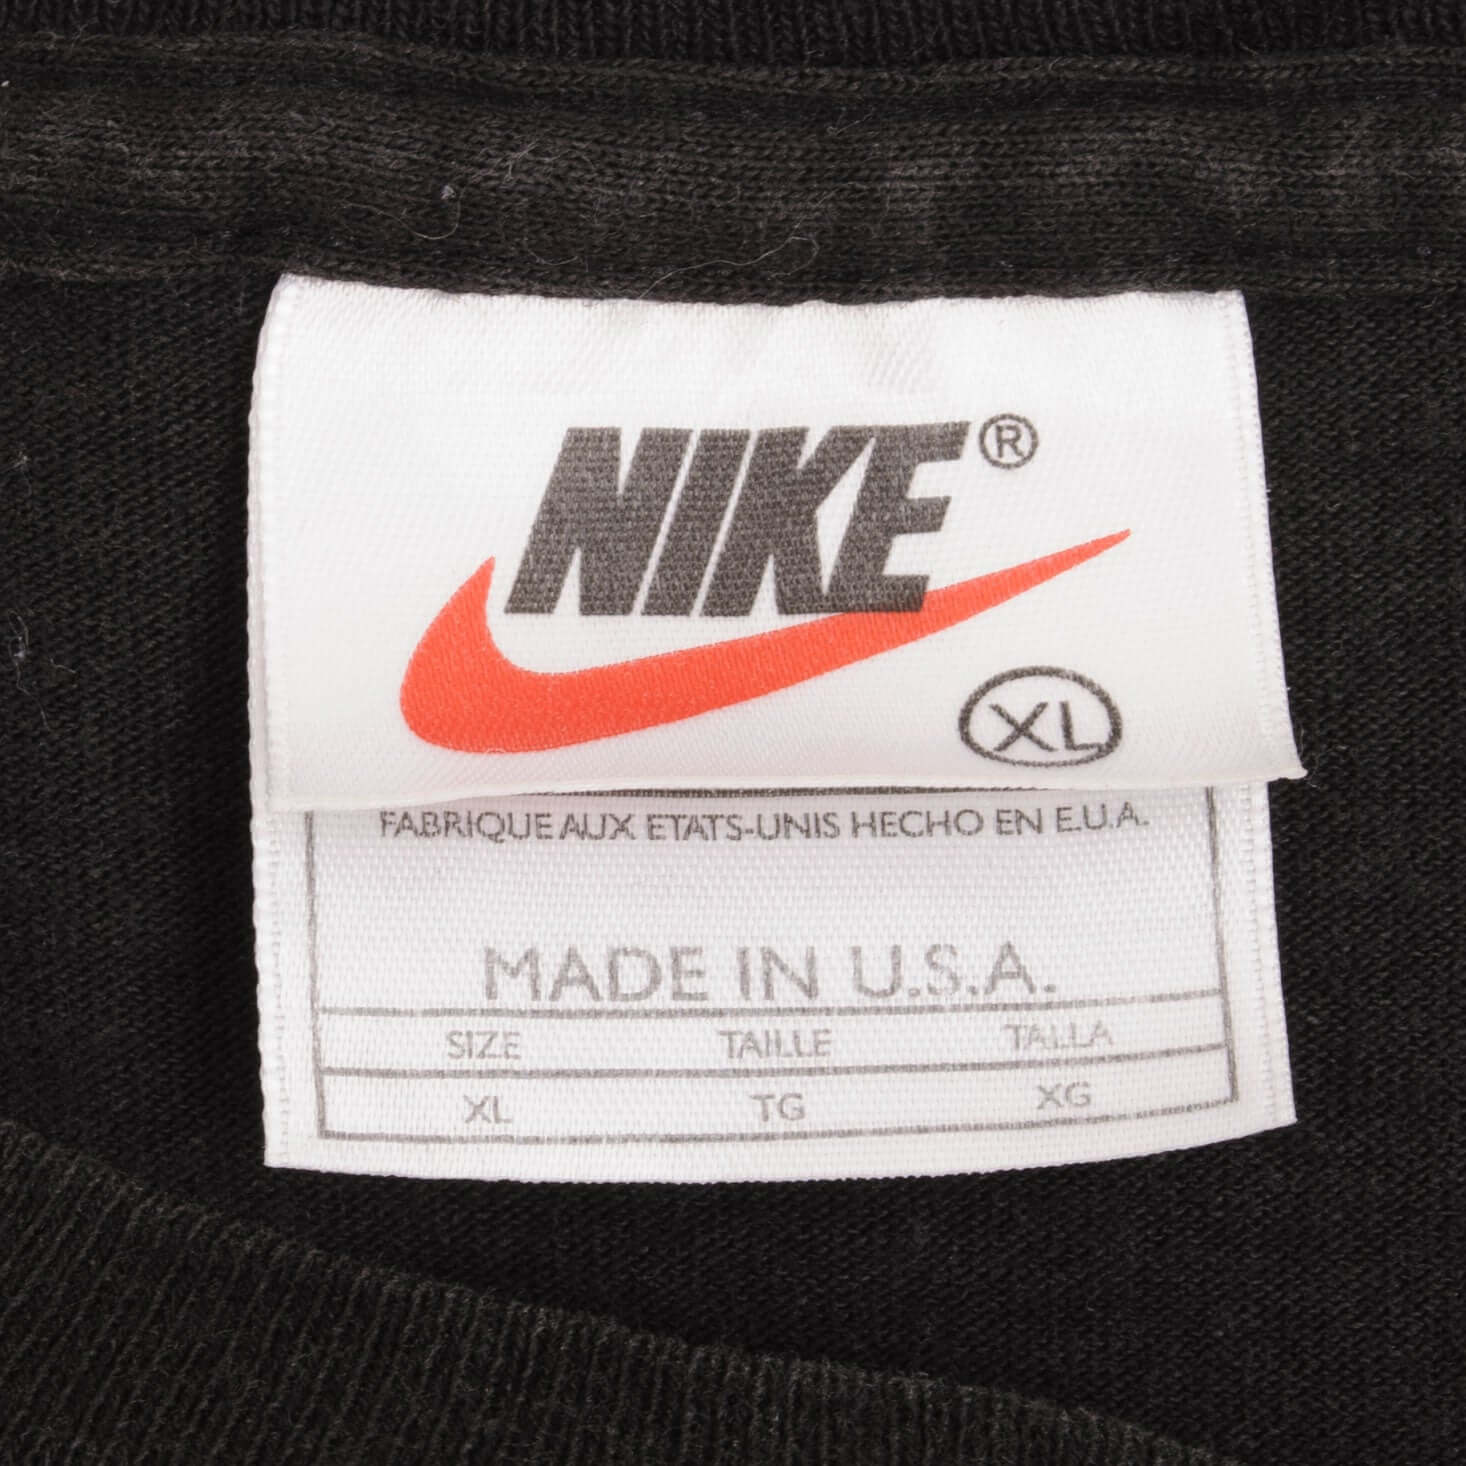 NIKE®
XL
FABRIQUE AUX ETATS-UNIS HECHO EN E.U.A.
MADE IN U.S.A.
SIZE TAILLE TALLA
XL TG XG